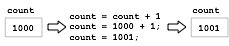 count
1000
count = count + 1
count = 1000 + 1;
count = 1001;
count
1001